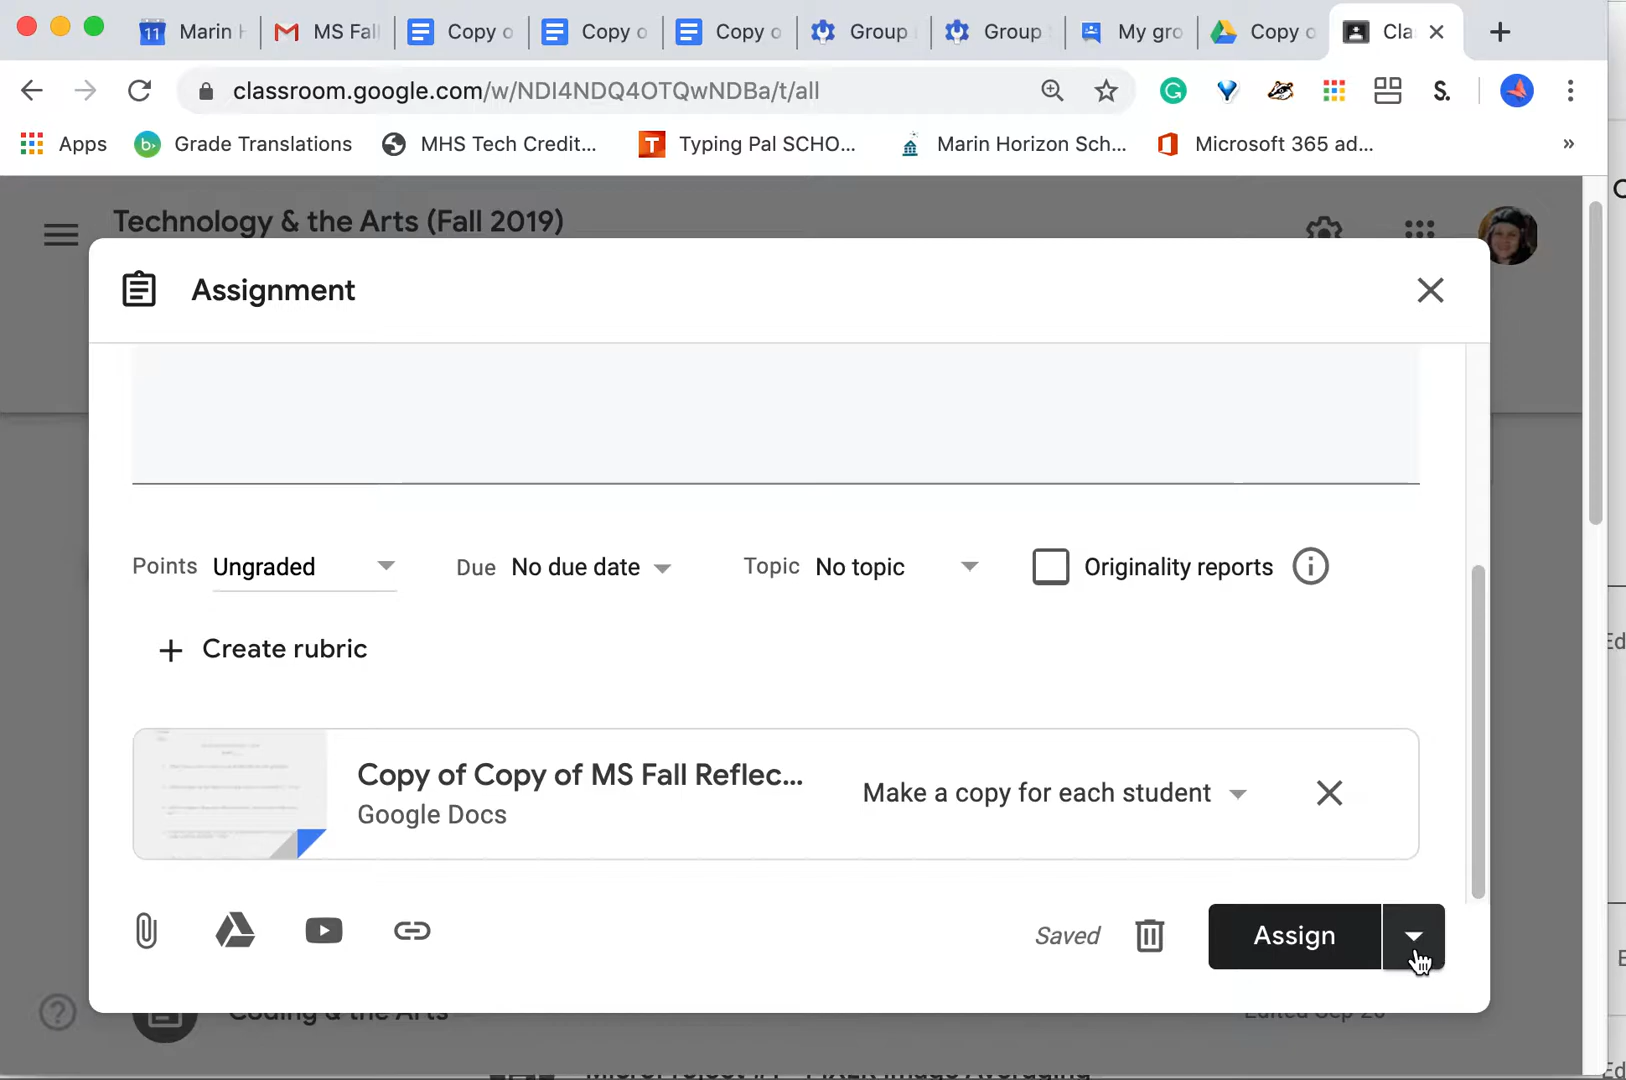 Marin
MS Fal
Copy o
Copy o
Copy o
Group
Group
My gro
Copy o
Cla
classroom.google.com/w/NDI4NDQ4OTQwNDBa/t/all
Apps
Grade Translations
MHS Tech Credit...
Typing Pal SCHO...
Marin Horizon Sch...
Microsoft 365 ad...
»
Technology & the Arts (Fall 2019)
Assignment
Points Ungraded
Due No due date
Topic No topic
Originality reports
+ Create rubric
Copy of Copy of MS Fall Reflec...
Google Docs
Make a copy for each student
Saved
Assign
Coding & the Arts